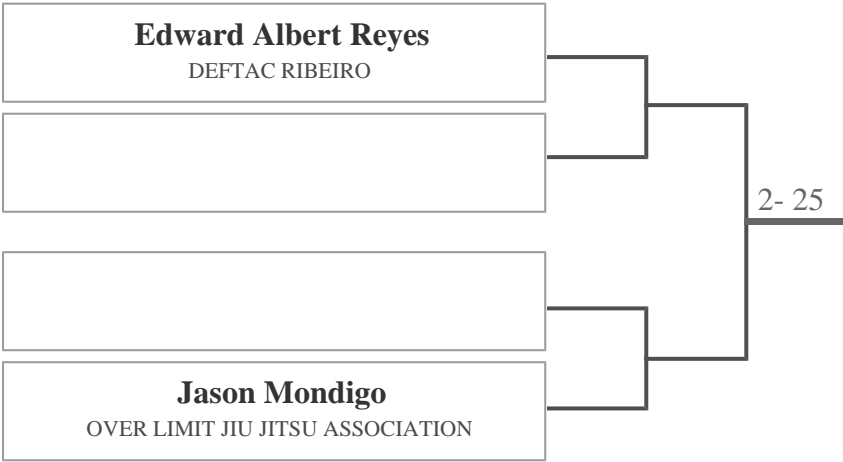 Edward Albert Reyes
DEFTAC RIBEIRO
2- 25
Jason Mondigo
OVER LIMIT JIU JITSU ASSOCIATION